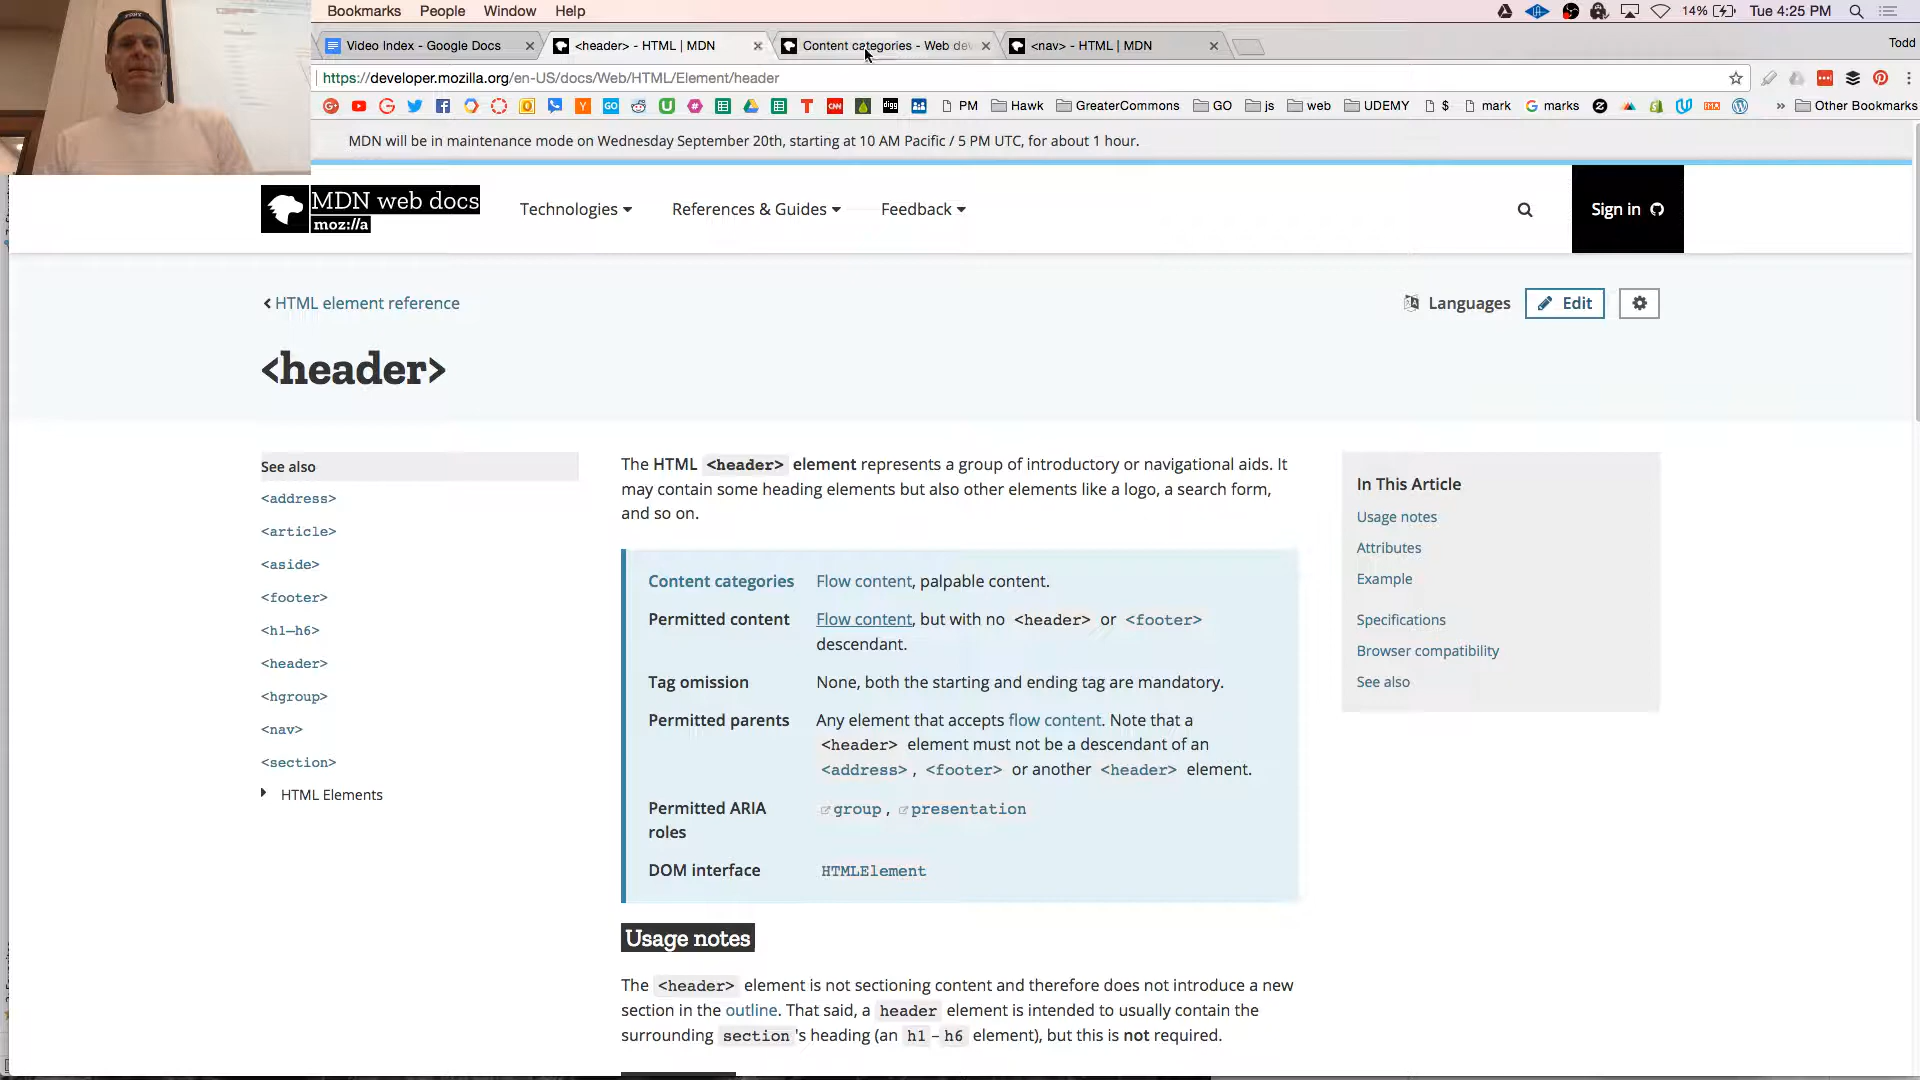 Bookmarks People Window Help 14% Tue 4:25 PM
Video Index - Google Docs <header> - HTML | MDN Content categories - Web dev <nav> - HTML | MDN Todd
https://developer.mozilla.org/en-US/docs/Web/HTML/Element/header
PM Hawk GreaterCommons GO js web UDEMY $ mark marks » Other Bookmarks
MDN will be in maintenance mode on Wednesday September 20th, starting at 10 AM Pacific / 5 PM UTC, for about 1 hour.
MDN web docs
moz://a
Technologies References & Guides Feedback Sign in
HTML element reference
Languages Edit
<header>
See also
<address>
<article>
<aside>
<footer>
<h1–h6>
<header>
<hgroup>
<nav>
<section>
HTML Elements
The HTML <header> element represents a group of introductory or navigational aids. It
may contain some heading elements but also other elements like a logo, a search form,
and so on.
Content categories Flow content, palpable content.
Permitted content Flow content, but with no <header> or <footer>
descendant.
Tag omission None, both the starting and ending tag are mandatory.
Permitted parents Any element that accepts flow content. Note that a
<header> element must not be a descendant of an
<address> , <footer> or another <header> element.
Permitted ARIA
roles
group , presentation
DOM interface HTMLElement
Usage notes
The <header> element is not sectioning content and therefore does not introduce a new
section in the outline. That said, a header element is intended to usually contain the
surrounding section 's heading (an h1 – h6 element), but this is not required.
In This Article
Usage notes
Attributes
Example
Specifications
Browser compatibility
See also